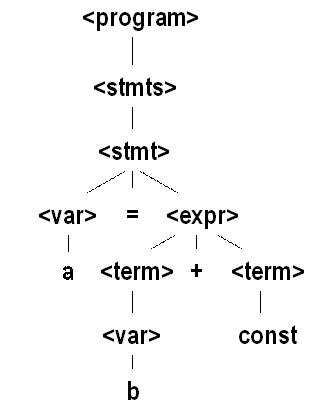 <program>
<stmts>
<stmt>
<var> = <expr>
a <term> + <term>
<var> const
b